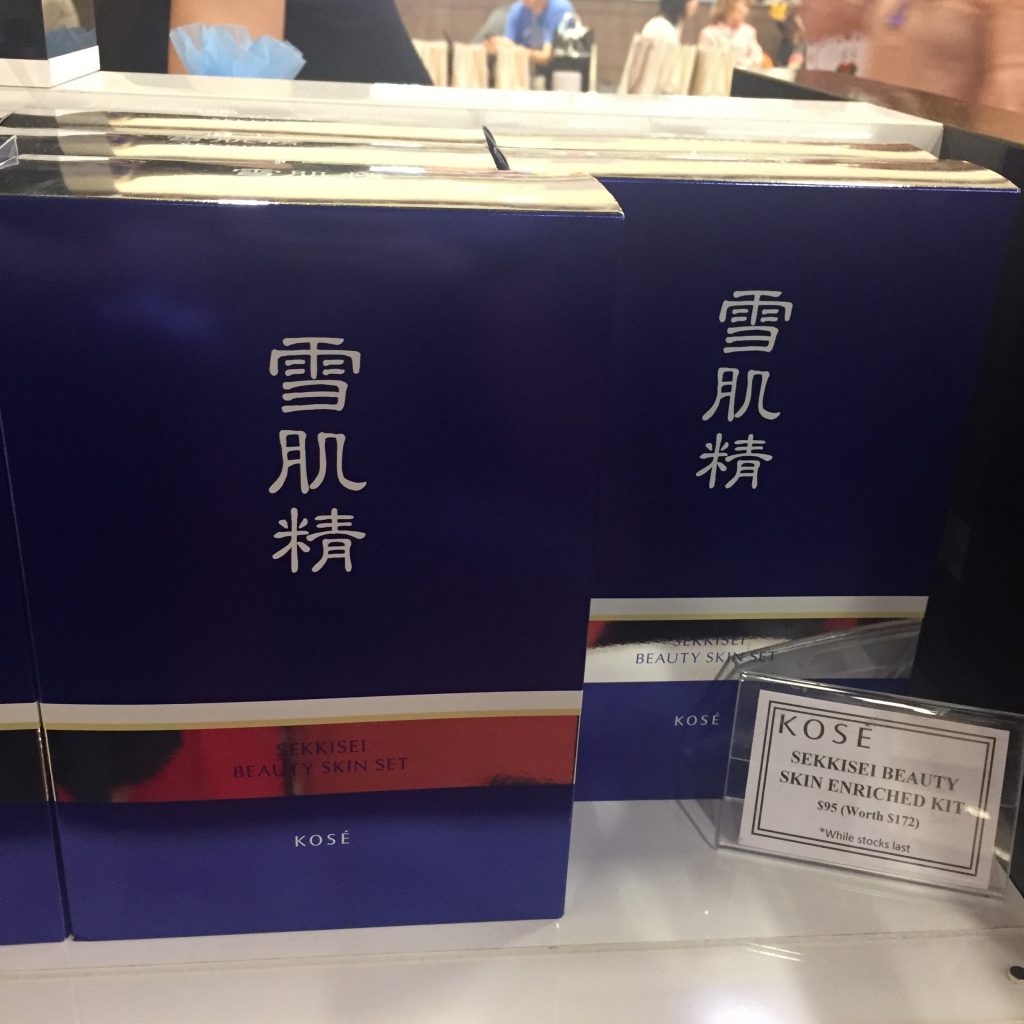 雪肌精
SEKKISEI
BEAUTY SKIN SET
KOSÉ
雪肌精
SEKKISEI
BEAUTY SKIN SET
KOSÉ
KOSÉ
SEKKISEI BEAUTY
SKIN ENRICHED KIT
$95 (Worth $172)
*While stocks last